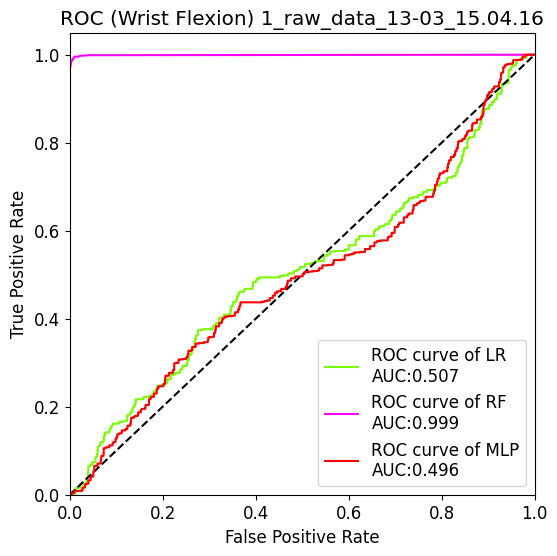 ROC (Wrist Flexion) 1_raw_data_13-03_15.04.16
1.0
0.8
0.6
0.4
0.2
0.0
True Positive Rate
ROC curve of LR
AUC:0.507
ROC curve of RF
AUC:0.999
ROC curve of MLP
AUC:0.496
0.0 0.2 0.4 0.6 0.8 1.0
False Positive Rate